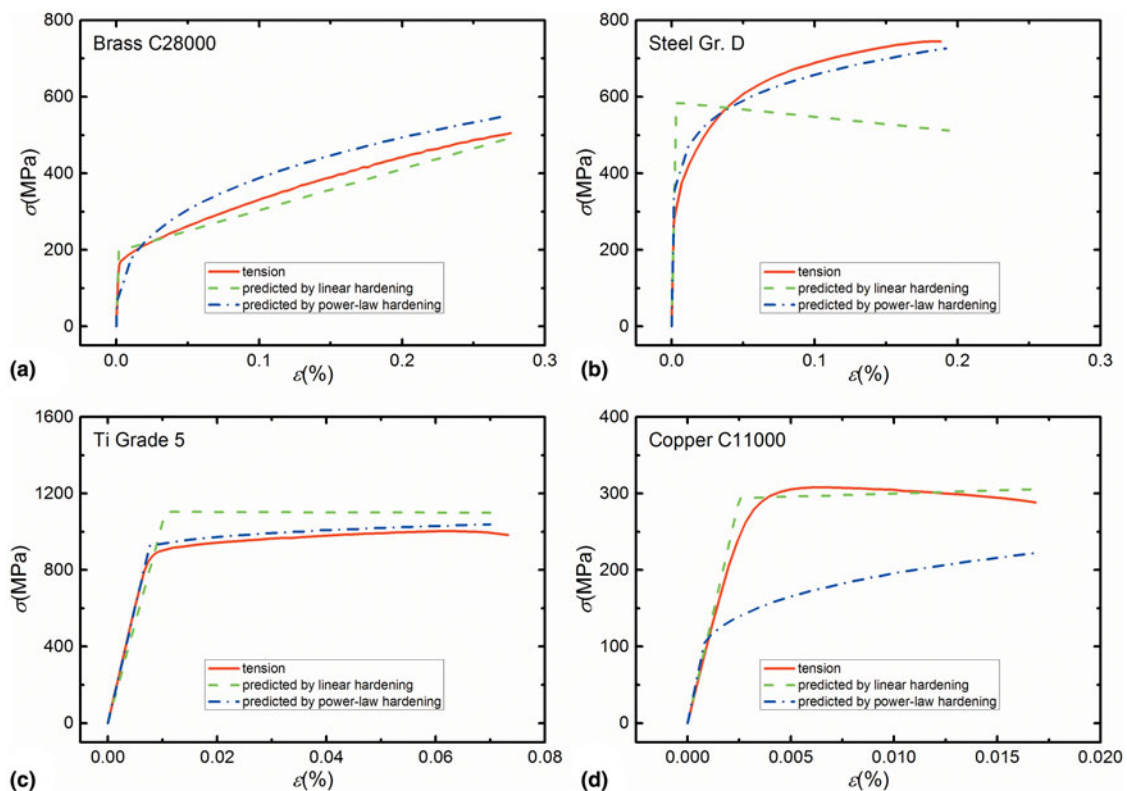 800
600
400
200
0
σ(MPa)
Brass C28000
tension
predicted by linear hardening
predicted by power-law hardening
0.0
0.1
0.2
0.3
ε(%)
(a)
800
600
400
200
0
σ(MPa)
Steel Gr. D
tension
predicted by linear hardening
predicted by power-law hardening
0.0
0.1
0.2
0.3
ε(%)
(b)
1600
1200
800
400
0
σ(MPa)
Ti Grade 5
tension
predicted by linear hardening
predicted by power-law hardening
0.00
0.02
0.04
0.06
0.08
ε(%)
(c)
400
300
200
100
0
σ(MPa)
Copper C11000
tension
predicted by linear hardening
predicted by power-law hardening
0.000
0.005
0.010
0.015
0.020
ε(%)
(d)